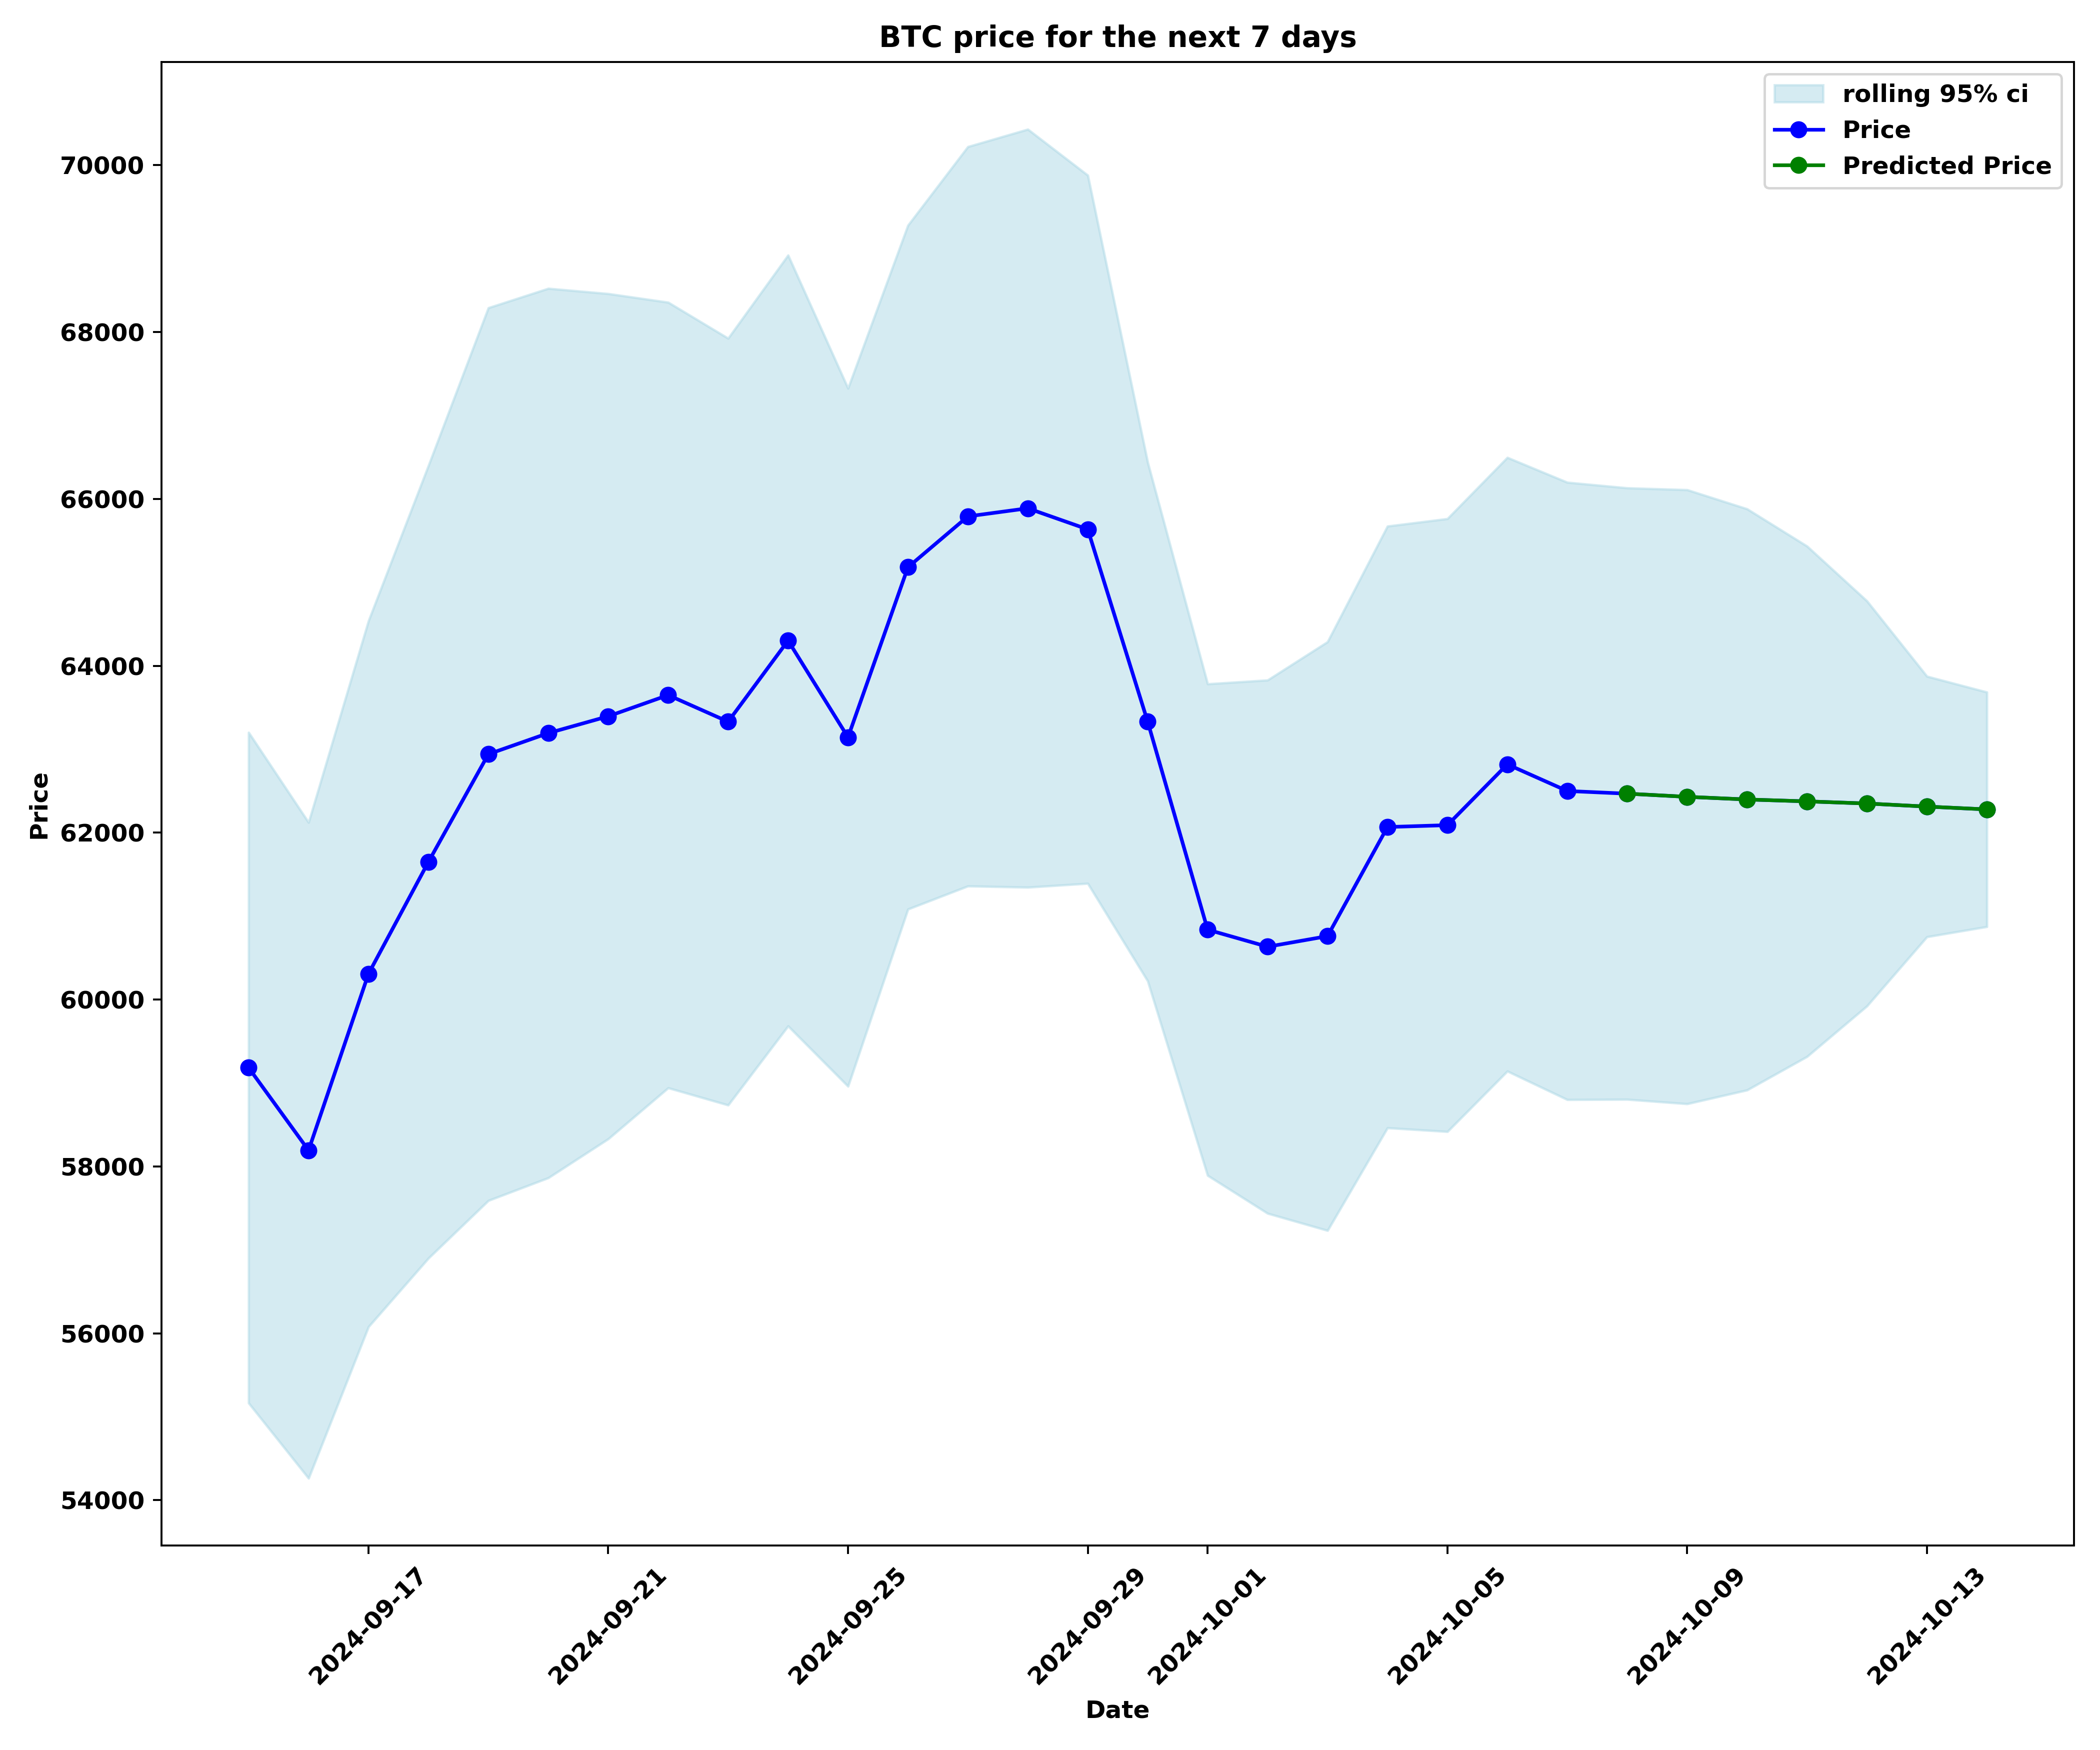 BTC price for the next 7 days
rolling 95% ci
Price
Predicted Price
70000
68000
66000
64000
62000
60000
58000
56000
54000
Price
2024-09-17
2024-09-21
2024-09-25
2024-09-29
2024-10-01
2024-10-05
2024-10-09
2024-10-13
Date